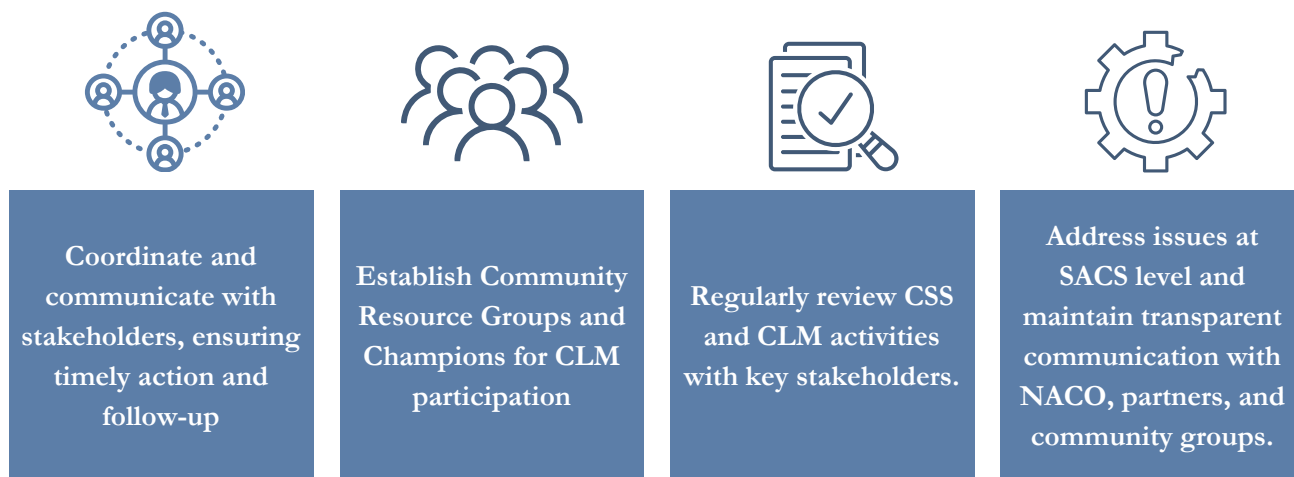 Coordinate and
communicate with
stakeholders, ensuring
timely action and
follow-up
Establish Community
Resource Groups and
Champions for CLM
participation
Regularly review CSS
and CLM activities
with key stakeholders.
Address issues at
SACS level and
maintain transparent
communication with
NACO, partners, and
community groups.